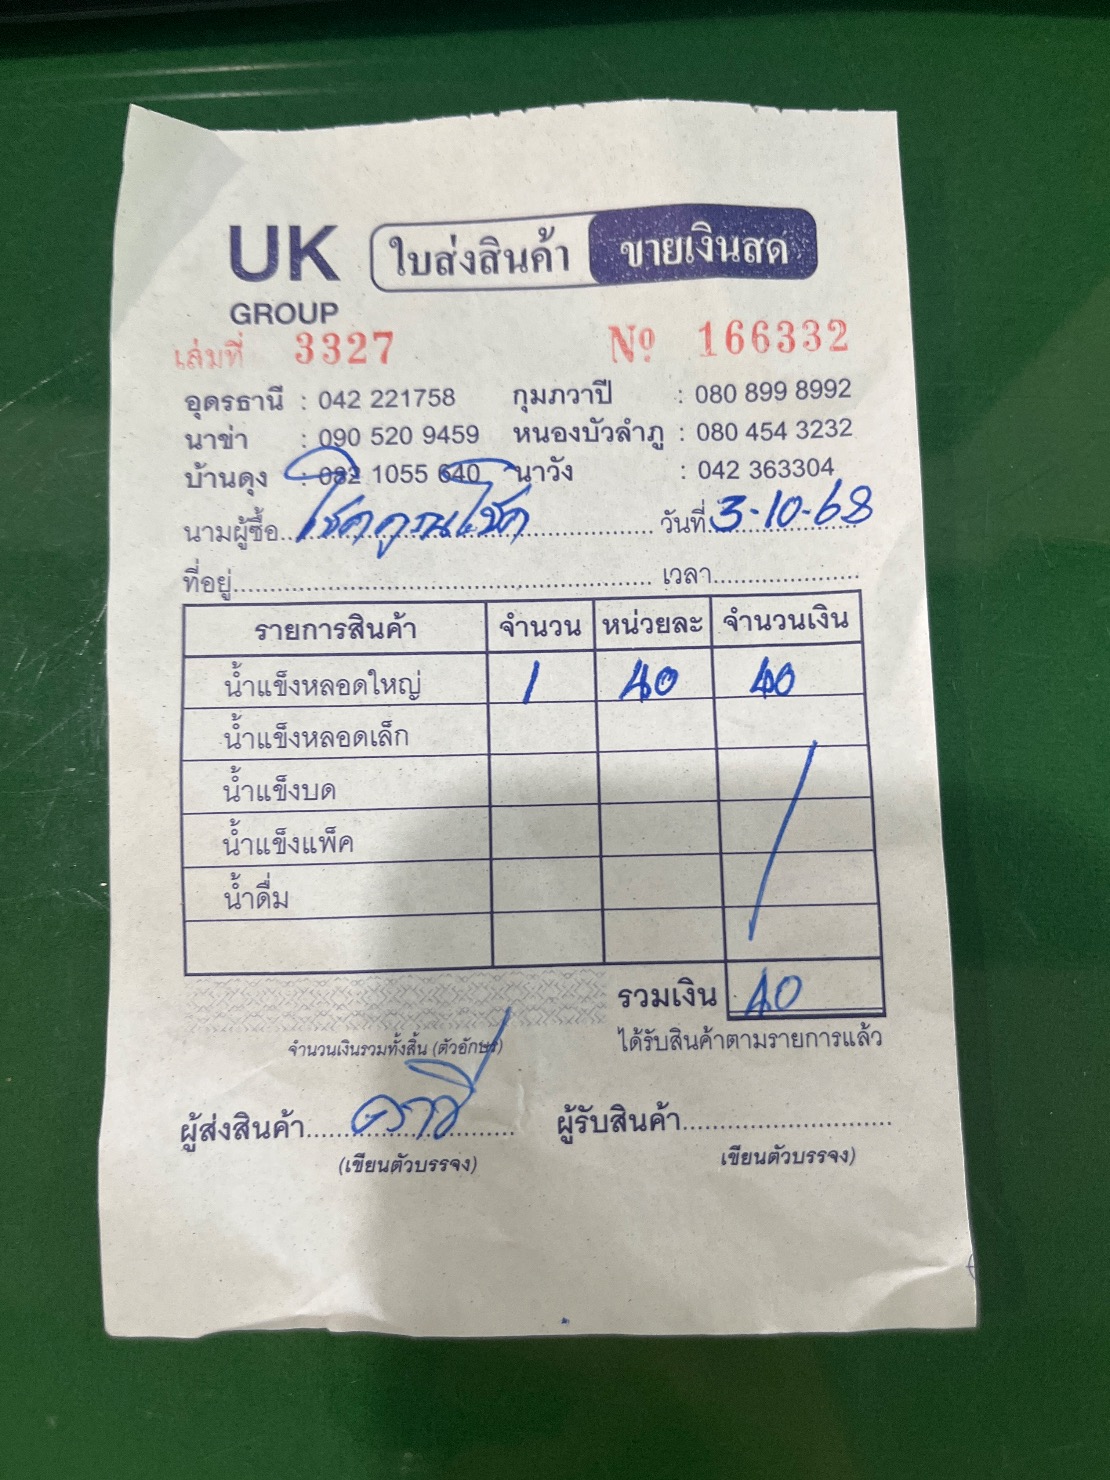 UK ใบส่งสินค้า ขายเงินสด
GROUP
เล่มที่ 3327 Nº 166332
อุดรธานี : 042 221758 กุมภวาปี : 080 899 8992
นาข่า : 090 520 9459 หนองบัวลำภู : 080 454 3232
บ้านดุง : 082 1055 640 นาวัง : 042 363304
นามผู้ซื้อ โชคคูณโชค วันที่ 3-10-68
ที่อยู่ เวลา
รายการสินค้า จำนวน หน่วยละ จำนวนเงิน
น้ำแข็งหลอดใหญ่ 1 40 40
น้ำแข็งหลอดเล็ก
น้ำแข็งบด
น้ำแข็งแพ็ค
น้ำดื่ม
รวมเงิน 40
จำนวนเงินรวมทั้งสิ้น (ตัวอักษร) ได้รับสินค้าตามรายการแล้ว
ผู้ส่งสินค้า ผู้รับสินค้า
(เขียนตัวบรรจง) เขียนตัวบรรจง)